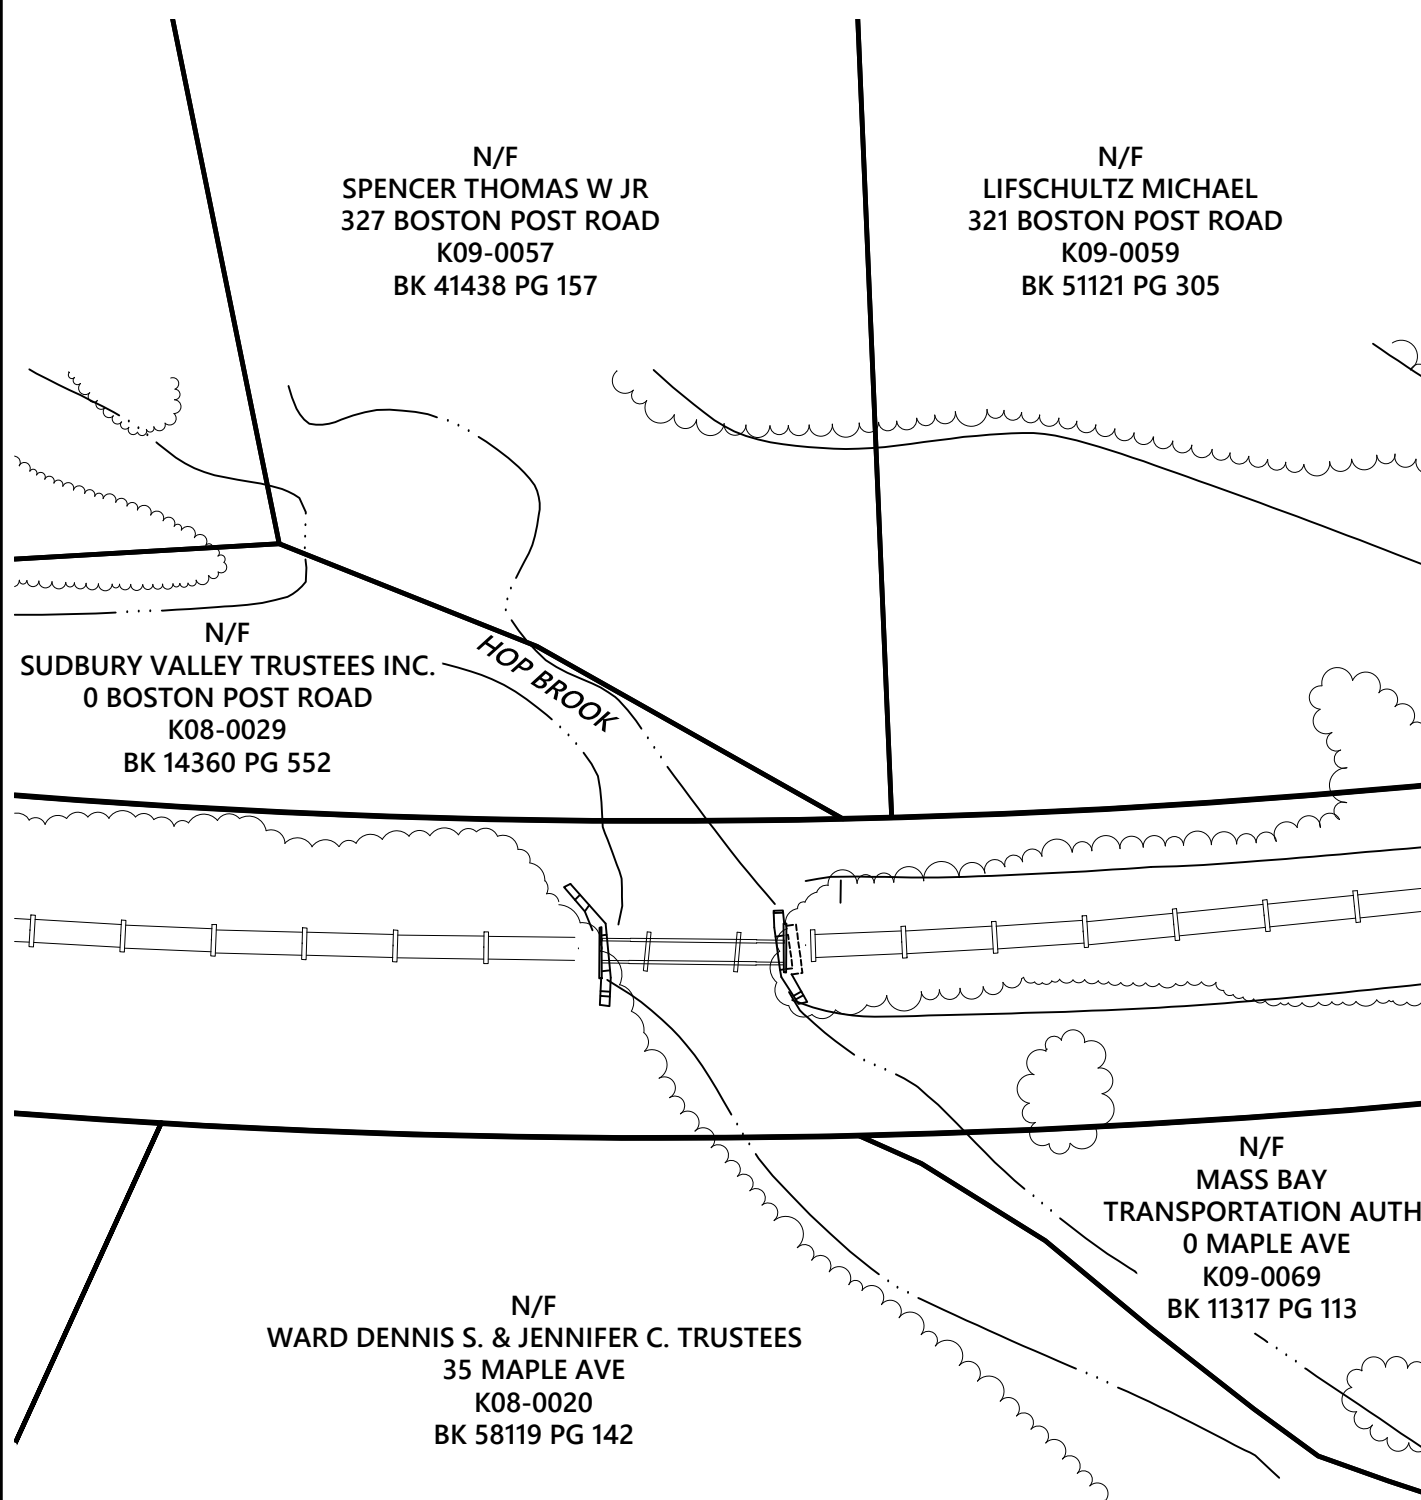 N/F
SPENCER THOMAS W JR
327 BOSTON POST ROAD
K09-0057
BK 41438 PG 157
N/F
LIFSCHULTZ MICHAEL
321 BOSTON POST ROAD
K09-0059
BK 51121 PG 305
N/F
SUDBURY VALLEY TRUSTEES INC.
0 BOSTON POST ROAD
K08-0029
BK 14360 PG 552
HOP BROOK
N/F
MASS BAY
TRANSPORTATION AUTH
0 MAPLE AVE
K09-0069
BK 11317 PG 113
N/F
WARD DENNIS S. & JENNIFER C. TRUSTEES
35 MAPLE AVE
K08-0020
BK 58119 PG 142